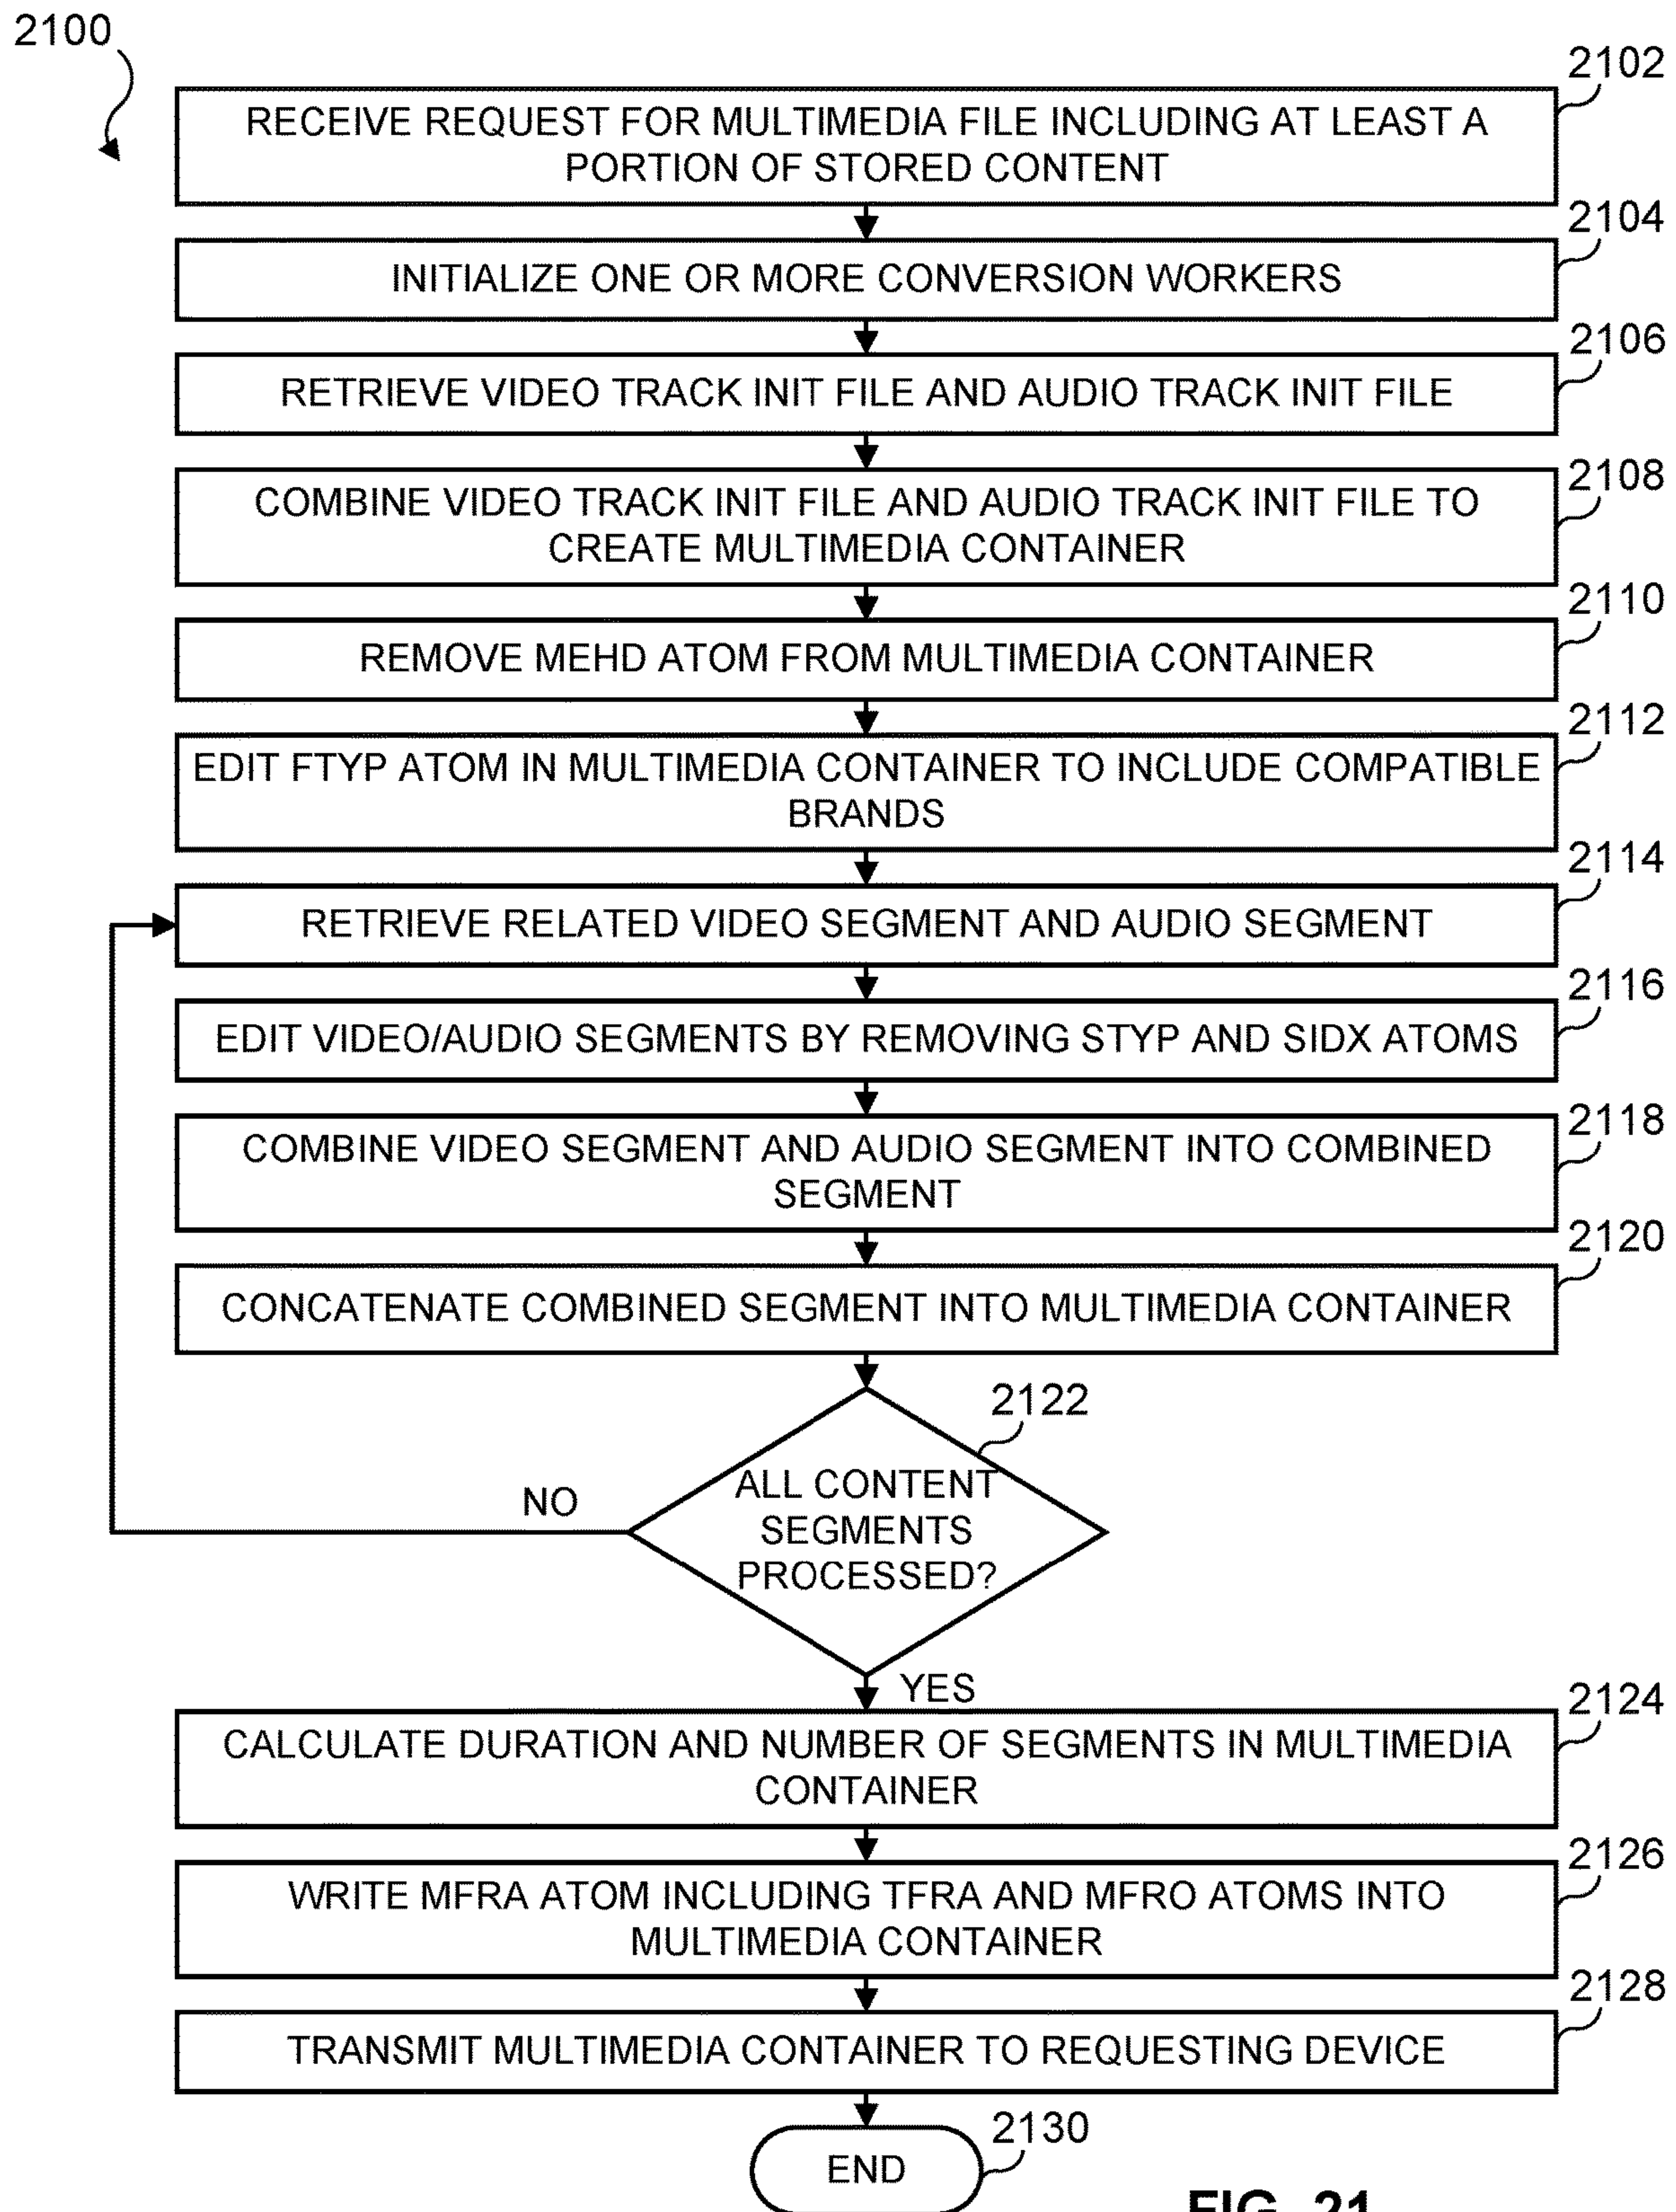 2100
2102
RECEIVE REQUEST FOR MULTIMEDIA FILE INCLUDING AT LEAST A
PORTION OF STORED CONTENT
2104
INITIALIZE ONE OR MORE CONVERSION WORKERS
2106
RETRIEVE VIDEO TRACK INIT FILE AND AUDIO TRACK INIT FILE
2108
COMBINE VIDEO TRACK INIT FILE AND AUDIO TRACK INIT FILE TO
CREATE MULTIMEDIA CONTAINER
2110
REMOVE MEHD ATOM FROM MULTIMEDIA CONTAINER
2112
EDIT FTYP ATOM IN MULTIMEDIA CONTAINER TO INCLUDE COMPATIBLE
BRANDS
2114
RETRIEVE RELATED VIDEO SEGMENT AND AUDIO SEGMENT
2116
EDIT VIDEO/AUDIO SEGMENTS BY REMOVING STYP AND SIDX ATOMS
2118
COMBINE VIDEO SEGMENT AND AUDIO SEGMENT INTO COMBINED
SEGMENT
2120
CONCATENATE COMBINED SEGMENT INTO MULTIMEDIA CONTAINER
2122
ALL CONTENT
SEGMENTS
PROCESSED?
NO
YES
2124
CALCULATE DURATION AND NUMBER OF SEGMENTS IN MULTIMEDIA
CONTAINER
2126
WRITE MFRA ATOM INCLUDING TFRA AND MFRO ATOMS INTO
MULTIMEDIA CONTAINER
2128
TRANSMIT MULTIMEDIA CONTAINER TO REQUESTING DEVICE
2130
END
FIG. 21